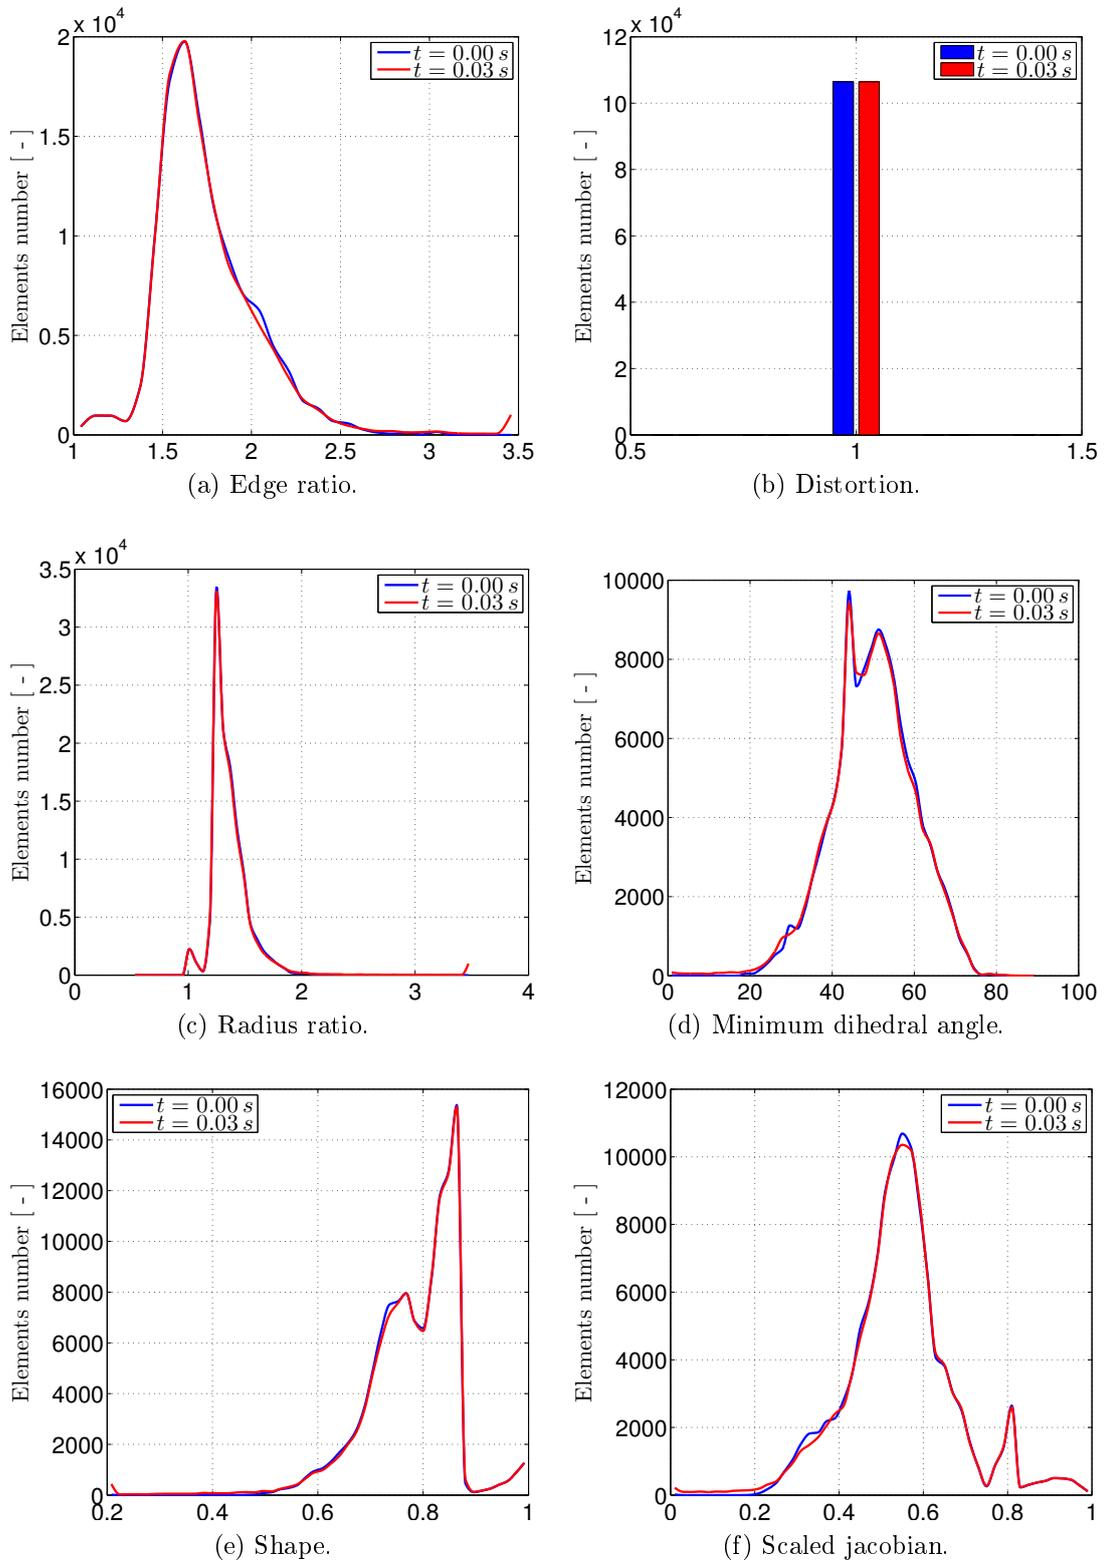 x 10^4
2
1.5
1
0.5
0
1 1.5 2 2.5 3 3.5
Elements number [ - ]
t = 0.00 s
t = 0.03 s
(a) Edge ratio.
x 10^4
12
10
8
6
4
2
0
0.5 1 1.5
Elements number [ - ]
t = 0.00 s
t = 0.03 s
(b) Distortion.
x 10^4
3.5
3
2.5
2
1.5
1
0.5
0
0 1 2 3 4
Elements number [ - ]
t = 0.00 s
t = 0.03 s
(c) Radius ratio.
10000
8000
6000
4000
2000
0
0 20 40 60 80 100
Elements number [ - ]
t = 0.00 s
t = 0.03 s
(d) Minimum dihedral angle.
16000
14000
12000
10000
8000
6000
4000
2000
0
0.2 0.4 0.6 0.8 1
Elements number [ - ]
t = 0.00 s
t = 0.03 s
(e) Shape.
12000
10000
8000
6000
4000
2000
0
0 0.2 0.4 0.6 0.8 1
Elements number [ - ]
t = 0.00 s
t = 0.03 s
(f) Scaled jacobian.